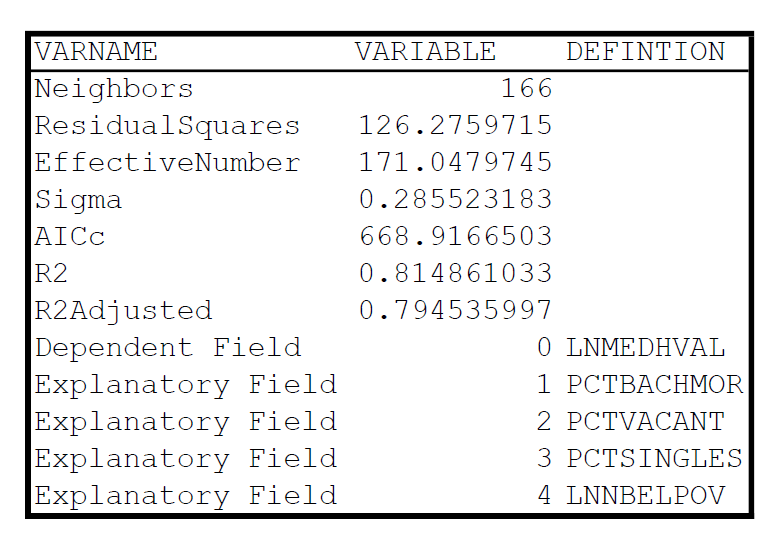 VARNAME VARIABLE DEFINTION
Neighbors 166
ResidualSquares 126.2759715
EffectiveNumber 171.0479745
Sigma 0.285523183
AICc 668.9166503
R2 0.814861033
R2Adjusted 0.794535997
Dependent Field 0 LNMEDHVAL
Explanatory Field 1 PCTBACHMOR
Explanatory Field 2 PCTVACANT
Explanatory Field 3 PCTSINGLES
Explanatory Field 4 LNNBELPOV